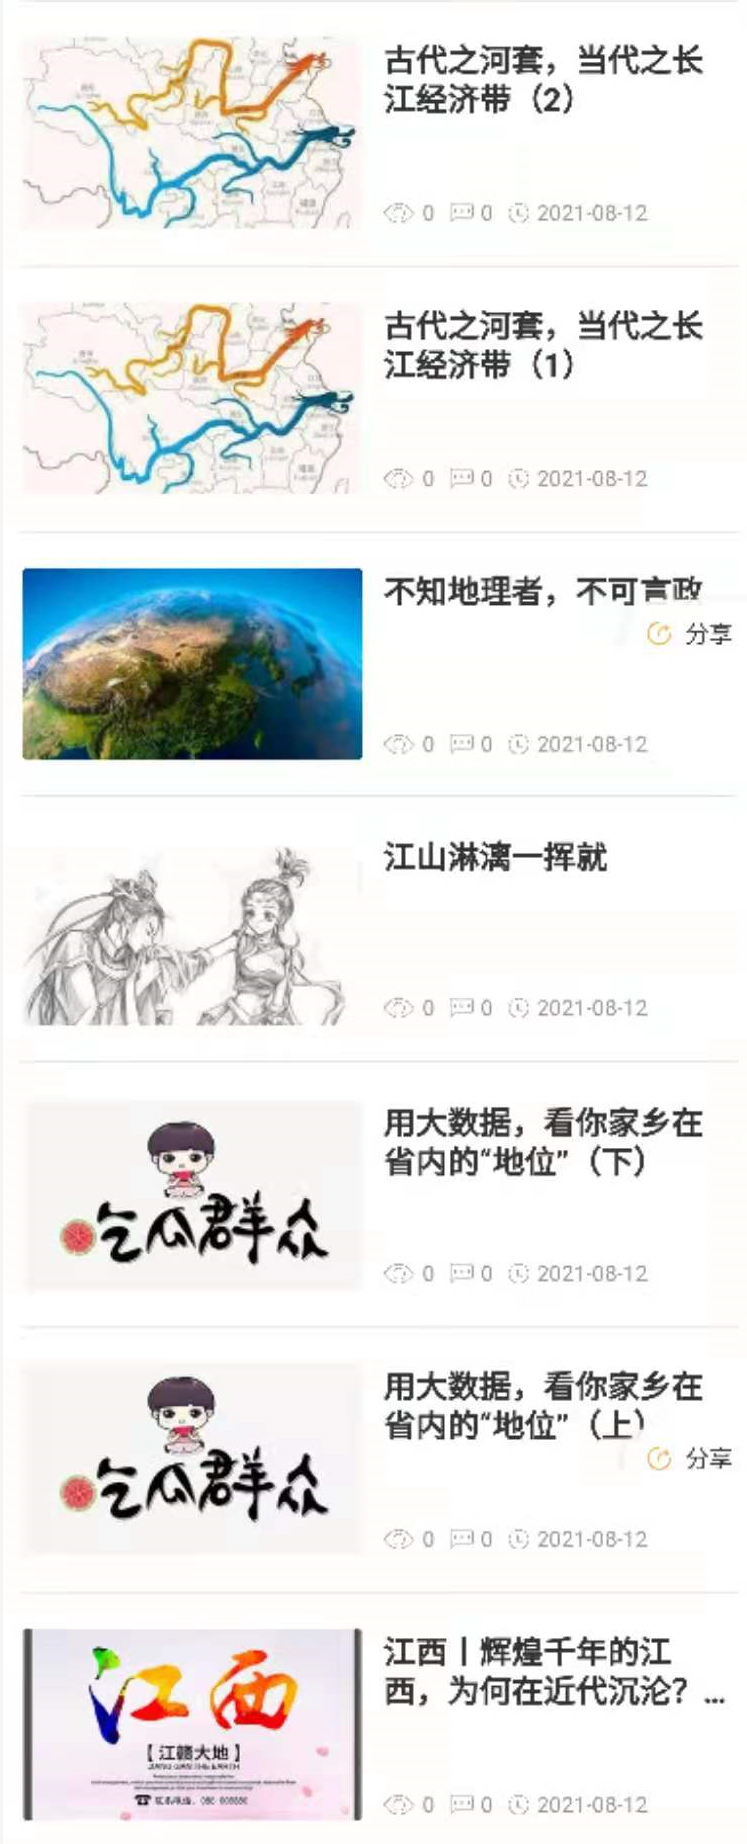 古代之河套，当代之长
江经济带（2）
0 0 2021-08-12
古代之河套，当代之长
江经济带（1）
0 0 2021-08-12
不知地理者，不可言政
分享
0 0 2021-08-12
江山淋漓一挥就
0 0 2021-08-12
用大数据，看你家乡在
省内的“地位”（下）
吃瓜群众
0 0 2021-08-12
用大数据，看你家乡在
省内的“地位”（上）
分享
吃瓜群众
0 0 2021-08-12
江西丨辉煌千年的江
西，为何在近代沉沦？...
江西
【江赣大地】
0 0 2021-08-12